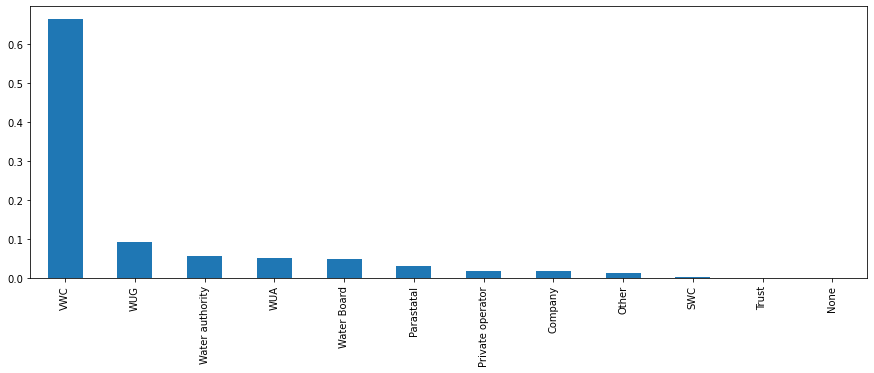 0.6
0.5
0.4
0.3
0.2
0.1
0.0
VWC
WUG
Water authority
WUA
Water Board
Parastatal
Private operator
Company
Other
SWC
Trust
None